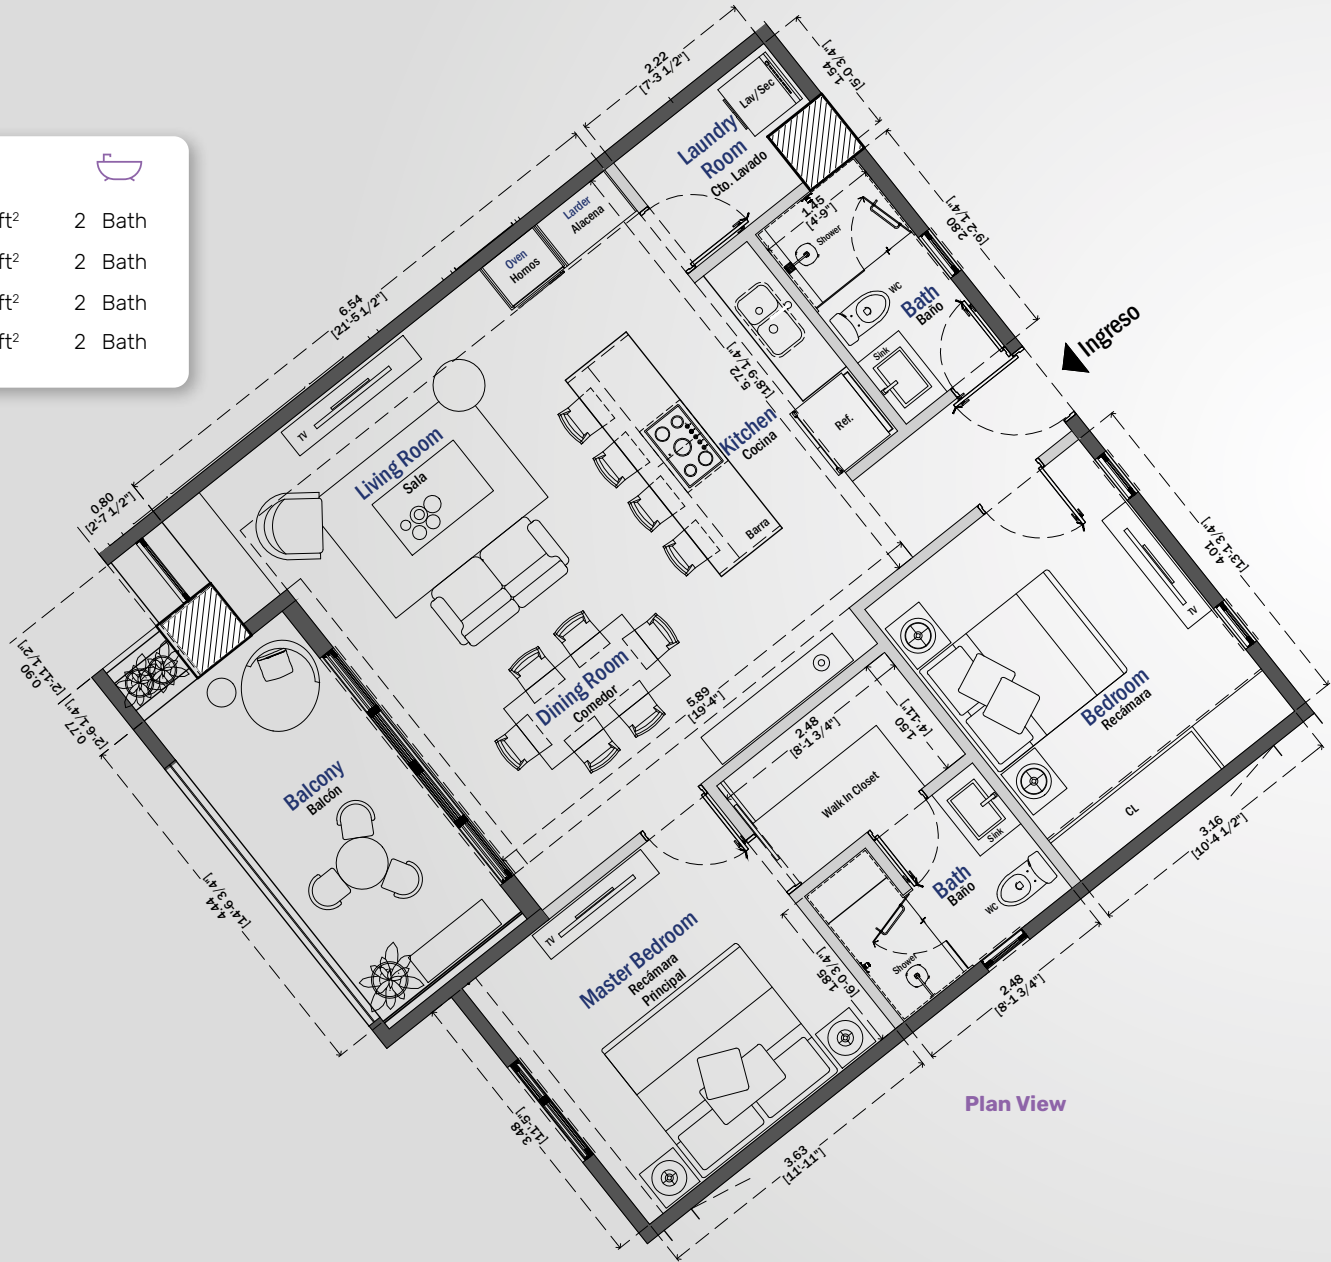 ft² 2 Bath
ft² 2 Bath
ft² 2 Bath
ft² 2 Bath
2.22
[7'-3 1/2"]
1.54
[5'-0 3/4"]
Lav/Sec
Laundry
Room
Cto. Lavado
Larder
Alacena
Oven
Hornos
1.45
[4'-9"]
Shower
2.80
[9'-2 1/4"]
WC
Bath
Baño
Sink
Ingreso
6.54
[21'-5 1/2"]
TV
Living Room
Sala
5.72
[18'-9 1/4"]
Kitchen
Cocina
Ref.
Barra
0.80
[2'-7 1/2"]
0.90
[2'-11 1/2"]
0.77
[2'-6 1/4"]
4.01
[13'-1 3/4"]
TV
Dining Room
Comedor
5.89
[19'-4"]
Bedroom
Recámara
2.48
[8'-1 3/4"]
1.50
[4'-11"]
Balcony
Balcón
Walk In Closet
CL
3.16
[10'-4 1/2"]
Sink
Bath
Baño
WC
4.44
[14'-6 3/4"]
TV
Master Bedroom
Recámara
Principal
1.85
[6'-0 3/4"]
Shower
2.48
[8'-1 3/4"]
3.48
[11'-5"]
3.63
[11'-11"]
Plan View